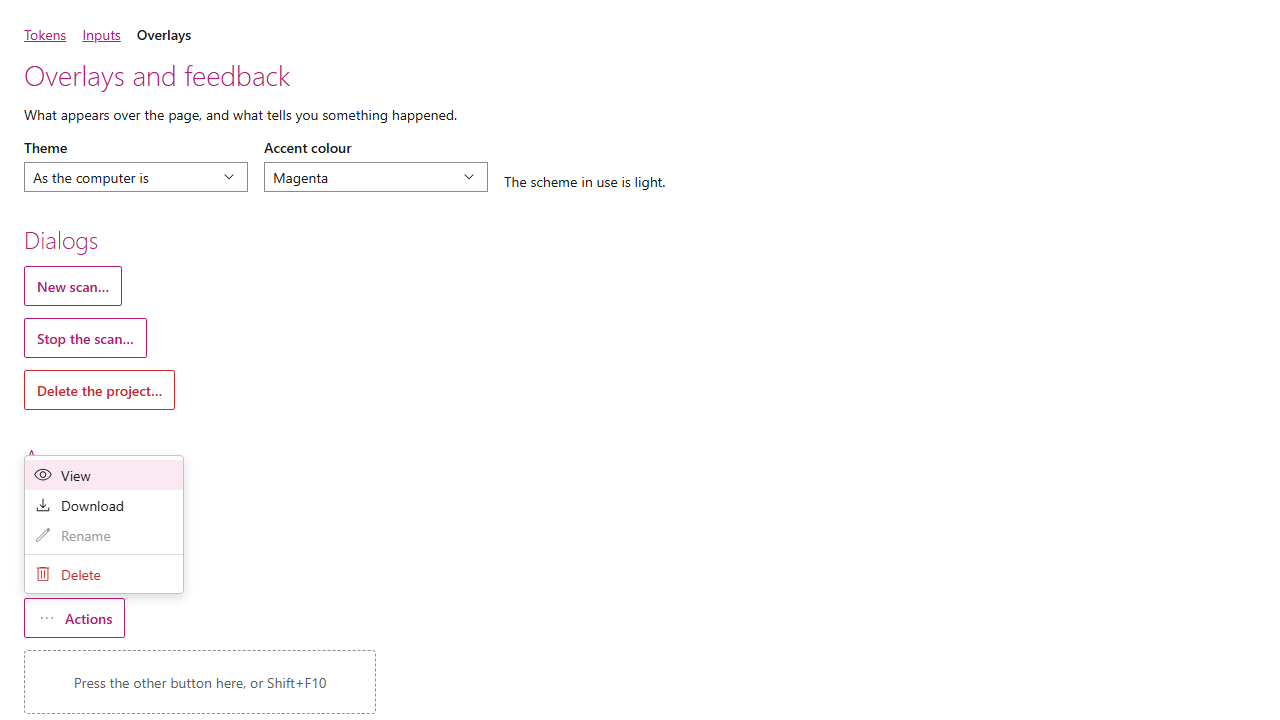 Tokens Inputs Overlays
Overlays and feedback
What appears over the page, and what tells you something happened.
Theme Accent colour
As the computer is Magenta The scheme in use is light.
Dialogs
New scan...
Stop the scan...
Delete the project...
View
Download
Rename
Delete
Actions
Press the other button here, or Shift+F10